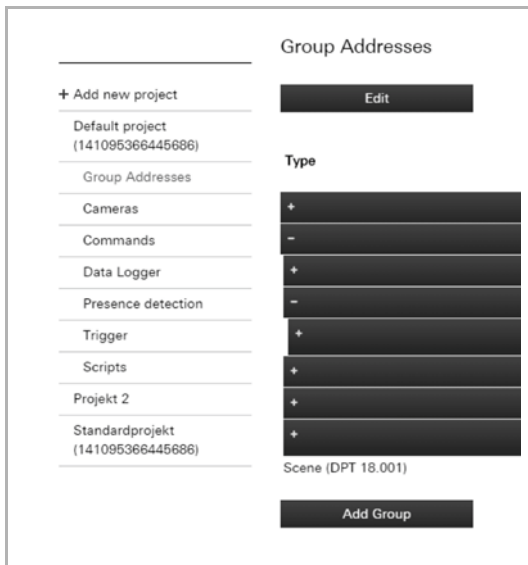 Group Addresses
+ Add new project
Edit
Default project
(141095366445686)
Type
Group Addresses
Cameras
+
Commands
−
Data Logger
+
Presence detection
−
Trigger
+
Scripts
+
Projekt 2
+
Standardprojekt
(141095366445686)
+
Scene (DPT 18.001)
Add Group